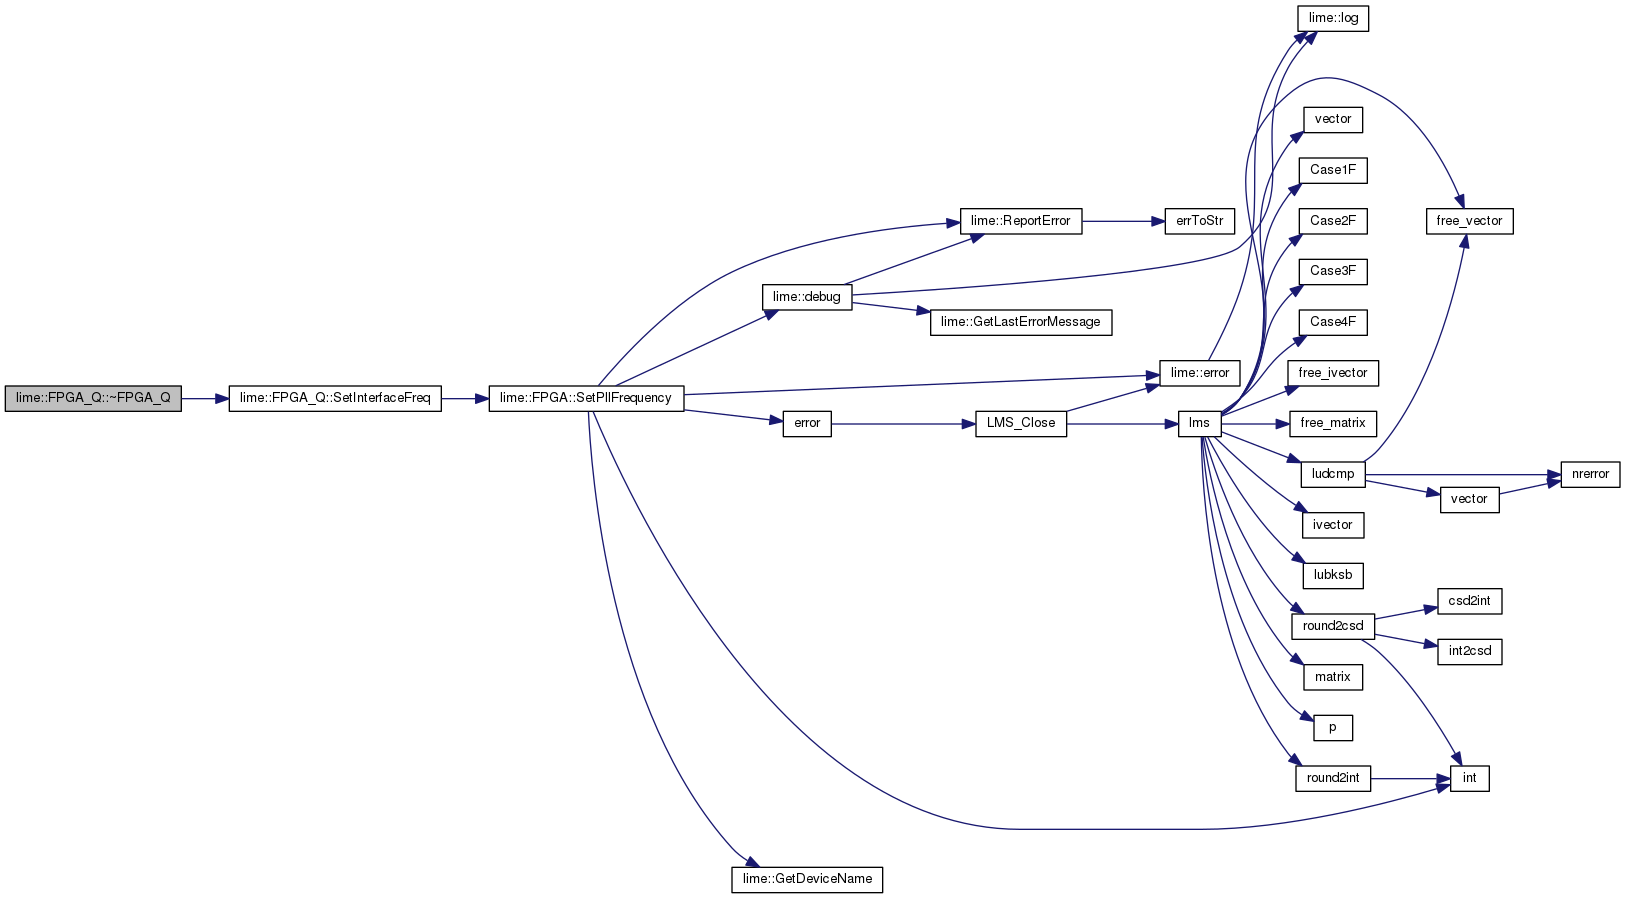 lime::FPGA_Q::~FPGA_Q
lime::FPGA_Q::SetInterfaceFreq
lime::FPGA::SetPllFrequency
lime::ReportError
errToStr
lime::debug
lime::GetLastErrorMessage
lime::error
error
LMS_Close
lms
lime::GetDeviceName
lime::log
vector
Case1F
Case2F
Case3F
Case4F
free_ivector
free_matrix
ludcmp
ivector
lubksb
round2csd
matrix
p
round2int
free_vector
nrerror
vector
csd2int
int2csd
int